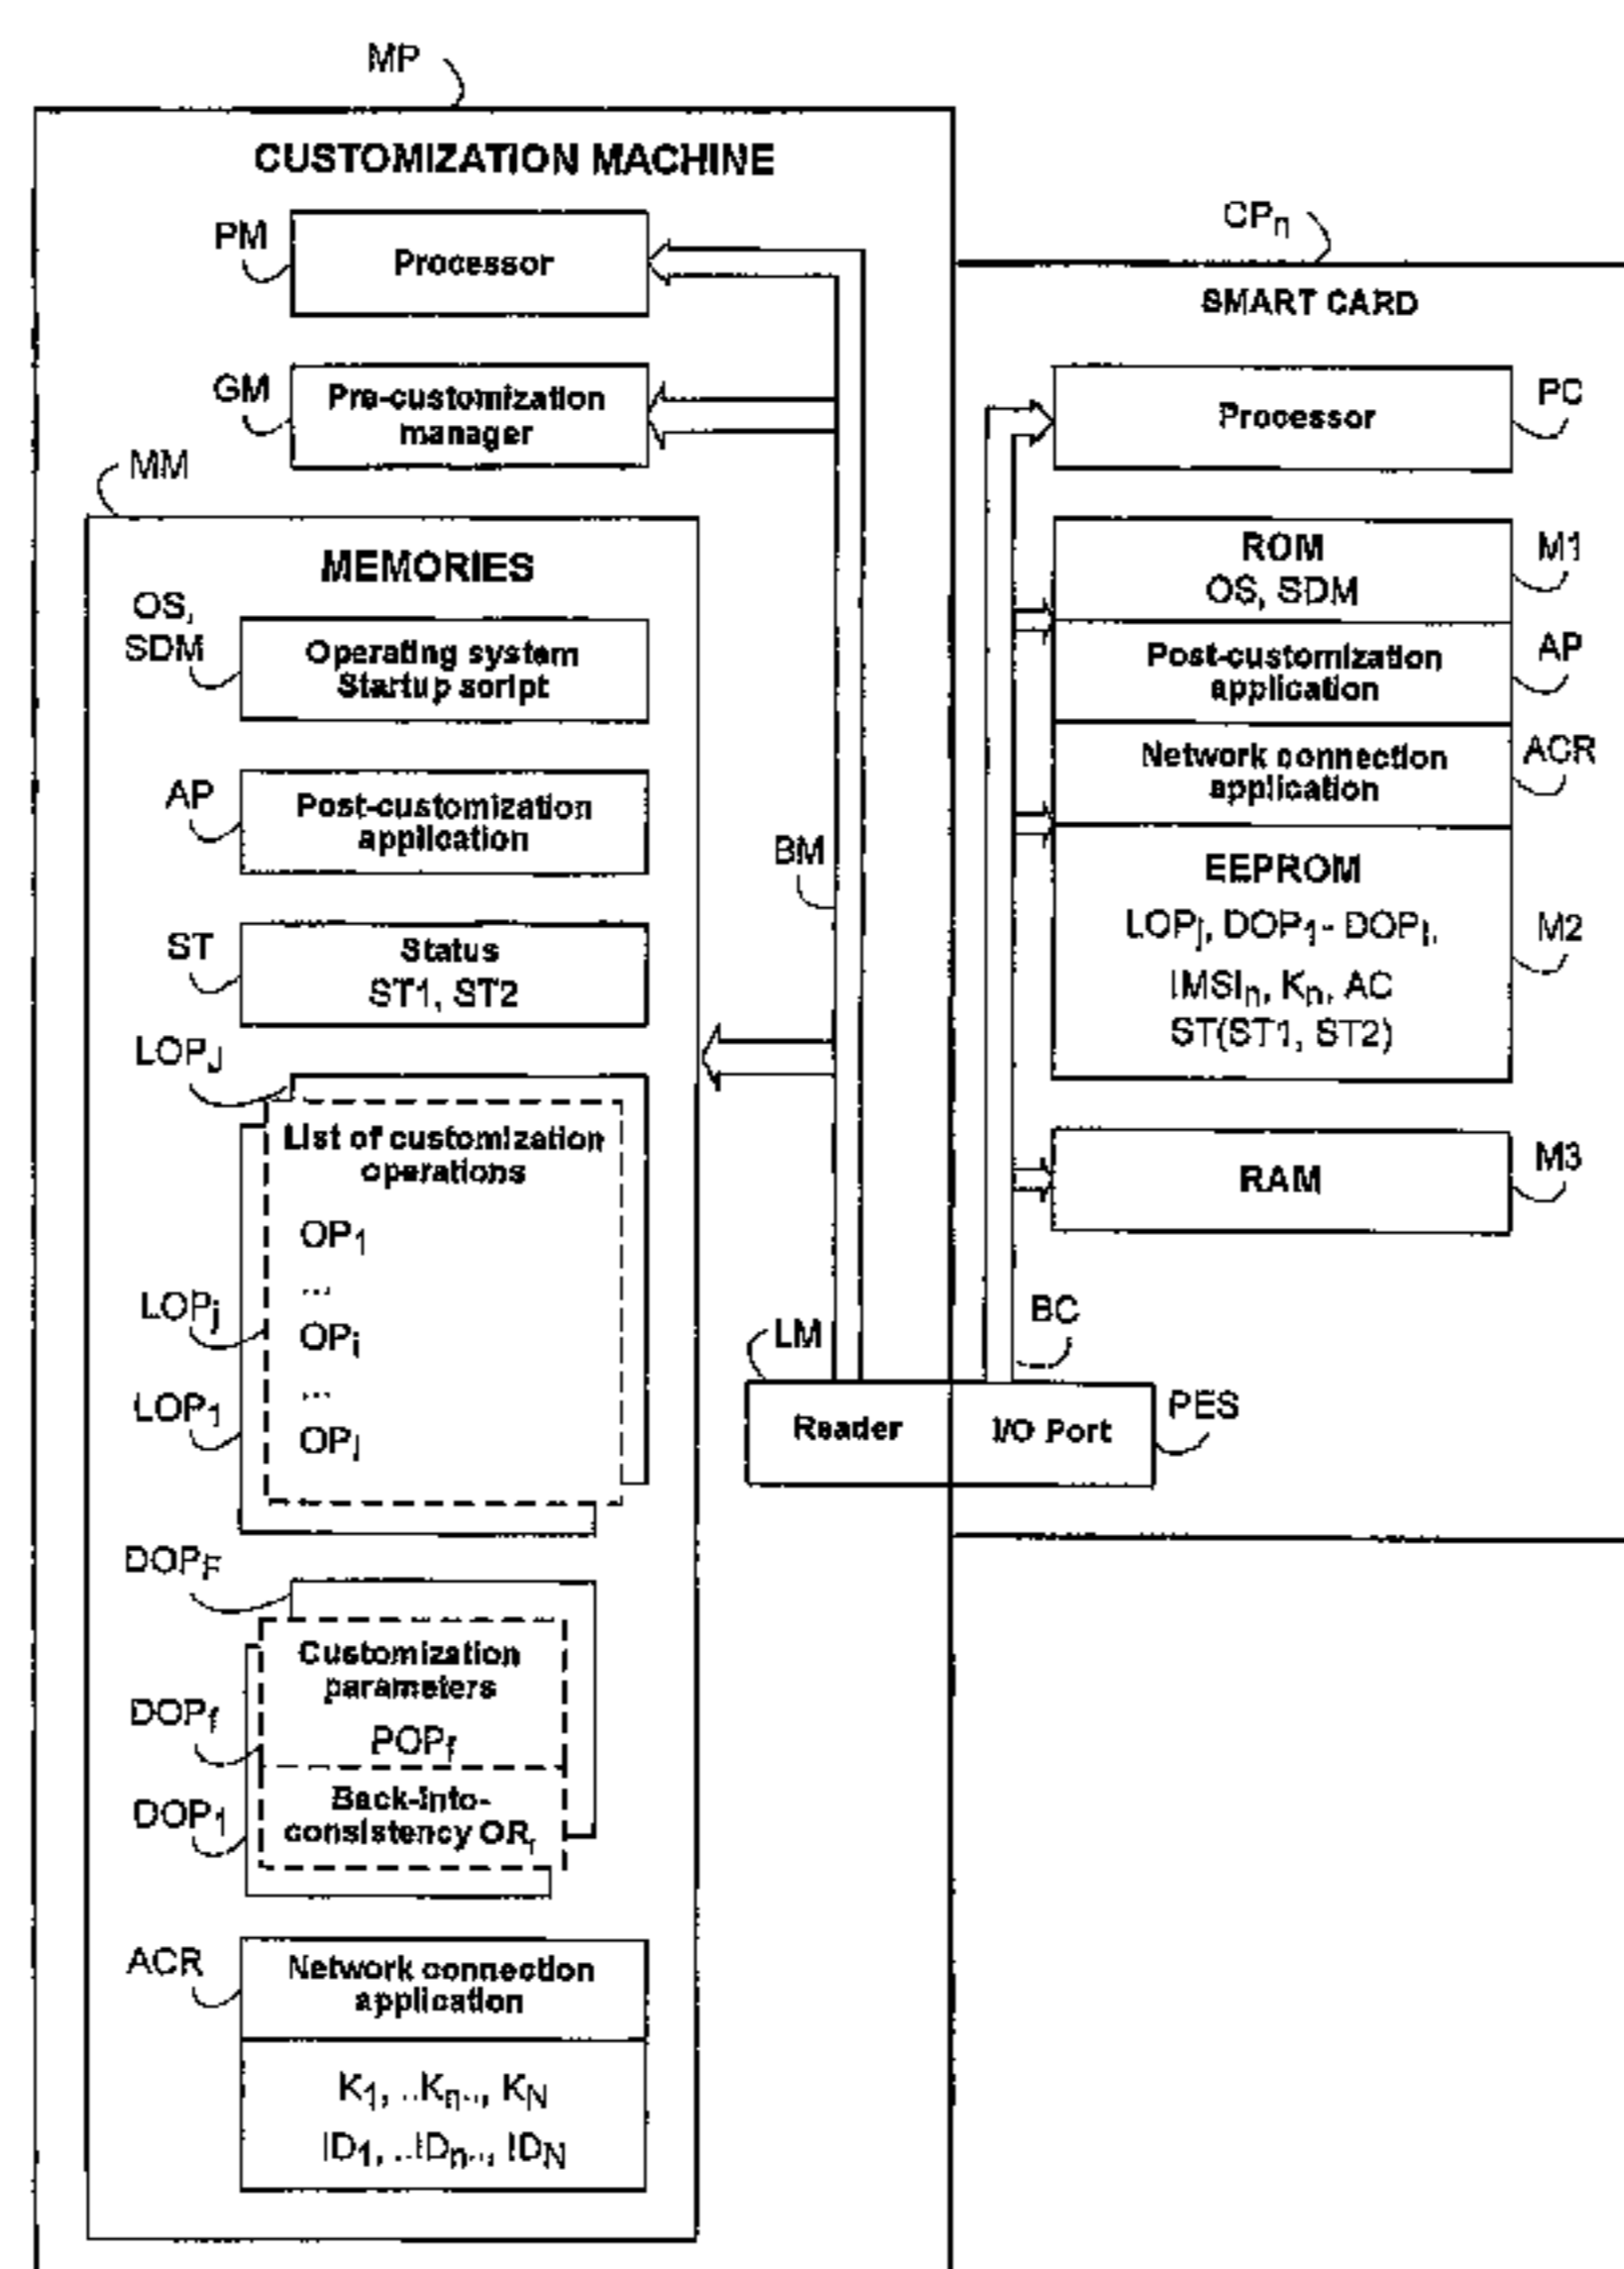 MP
CUSTOMIZATION MACHINE
PM
Processor
GM
Pre-customization
manager
MM
MEMORIES
OS,
SDM
Operating system
Startup script
AP
Post-customization
application
ST
Status
ST1, ST2
LOPJ
List of customization
operations
OP1
...
OPi
...
OPI
LOPj
LOP1
DOPF
Customization
parameters
POPf
Back-into-
consistency ORf
DOPf
DOP1
ACR
Network connection
application
K1, ..Kn.., KN
ID1, ..IDn.., IDN
BM
LM
Reader
I/O Port
PES
BC
CPn
SMART CARD
Processor
PC
ROM
OS, SDM
M1
Post-customization
application
AP
Network connection
application
ACR
EEPROM
LOPj, DOP1- DOPI,
IMSIn, Kn, AC
ST(ST1, ST2)
M2
RAM
M3